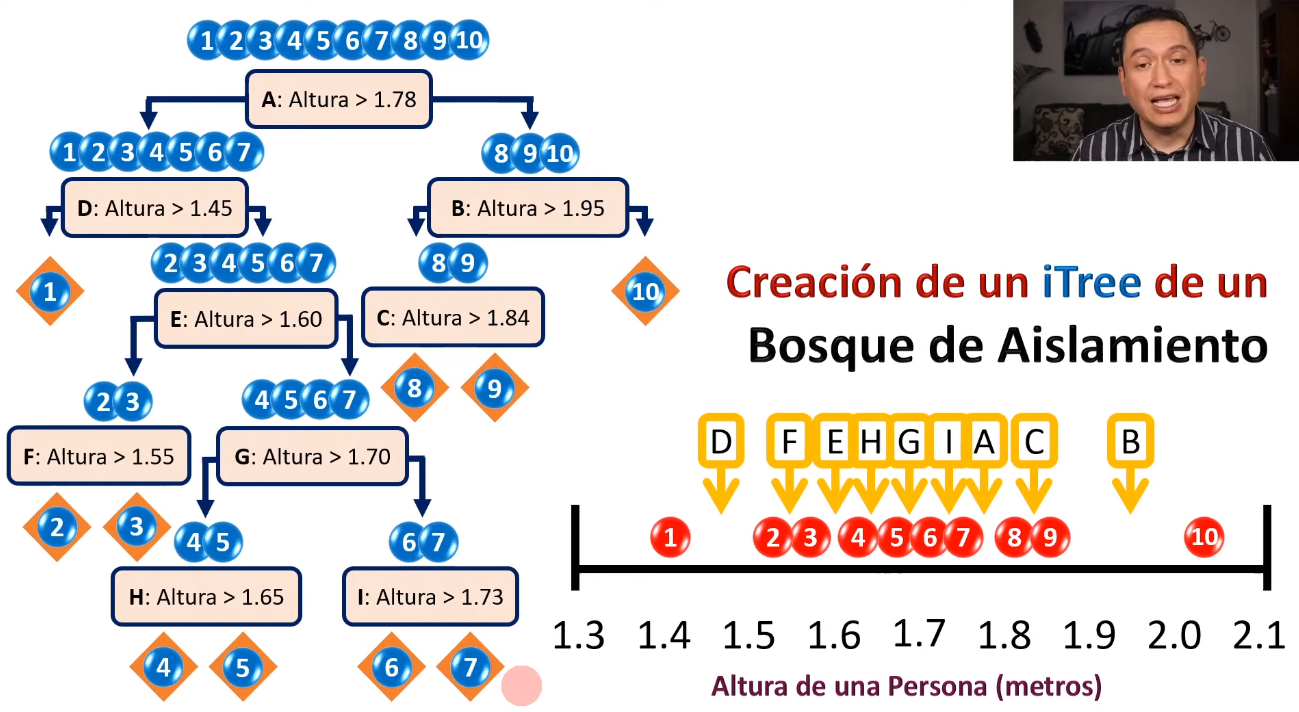 1 2 3 4 5 6 7 8 9 10
A: Altura > 1.78
1 2 3 4 5 6 7
8 9 10
D: Altura > 1.45
B: Altura > 1.95
1
2 3 4 5 6 7
8 9
10
E: Altura > 1.60
C: Altura > 1.84
2 3
4 5 6 7
8
9
F: Altura > 1.55
G: Altura > 1.70
2
3
4 5
6 7
H: Altura > 1.65
I: Altura > 1.73
4
5
6
7
Creación de un iTree de un
Bosque de Aislamiento
D F E H G I A C B
1 2 3 4 5 6 7 8 9 10
1.3 1.4 1.5 1.6 1.7 1.8 1.9 2.0 2.1
Altura de una Persona (metros)